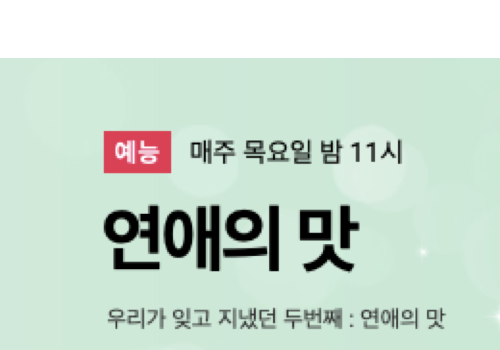 예능 매주 목요일 밤 11시
연애의 맛
우리가 잊고 지냈던 두번째 : 연애의 맛